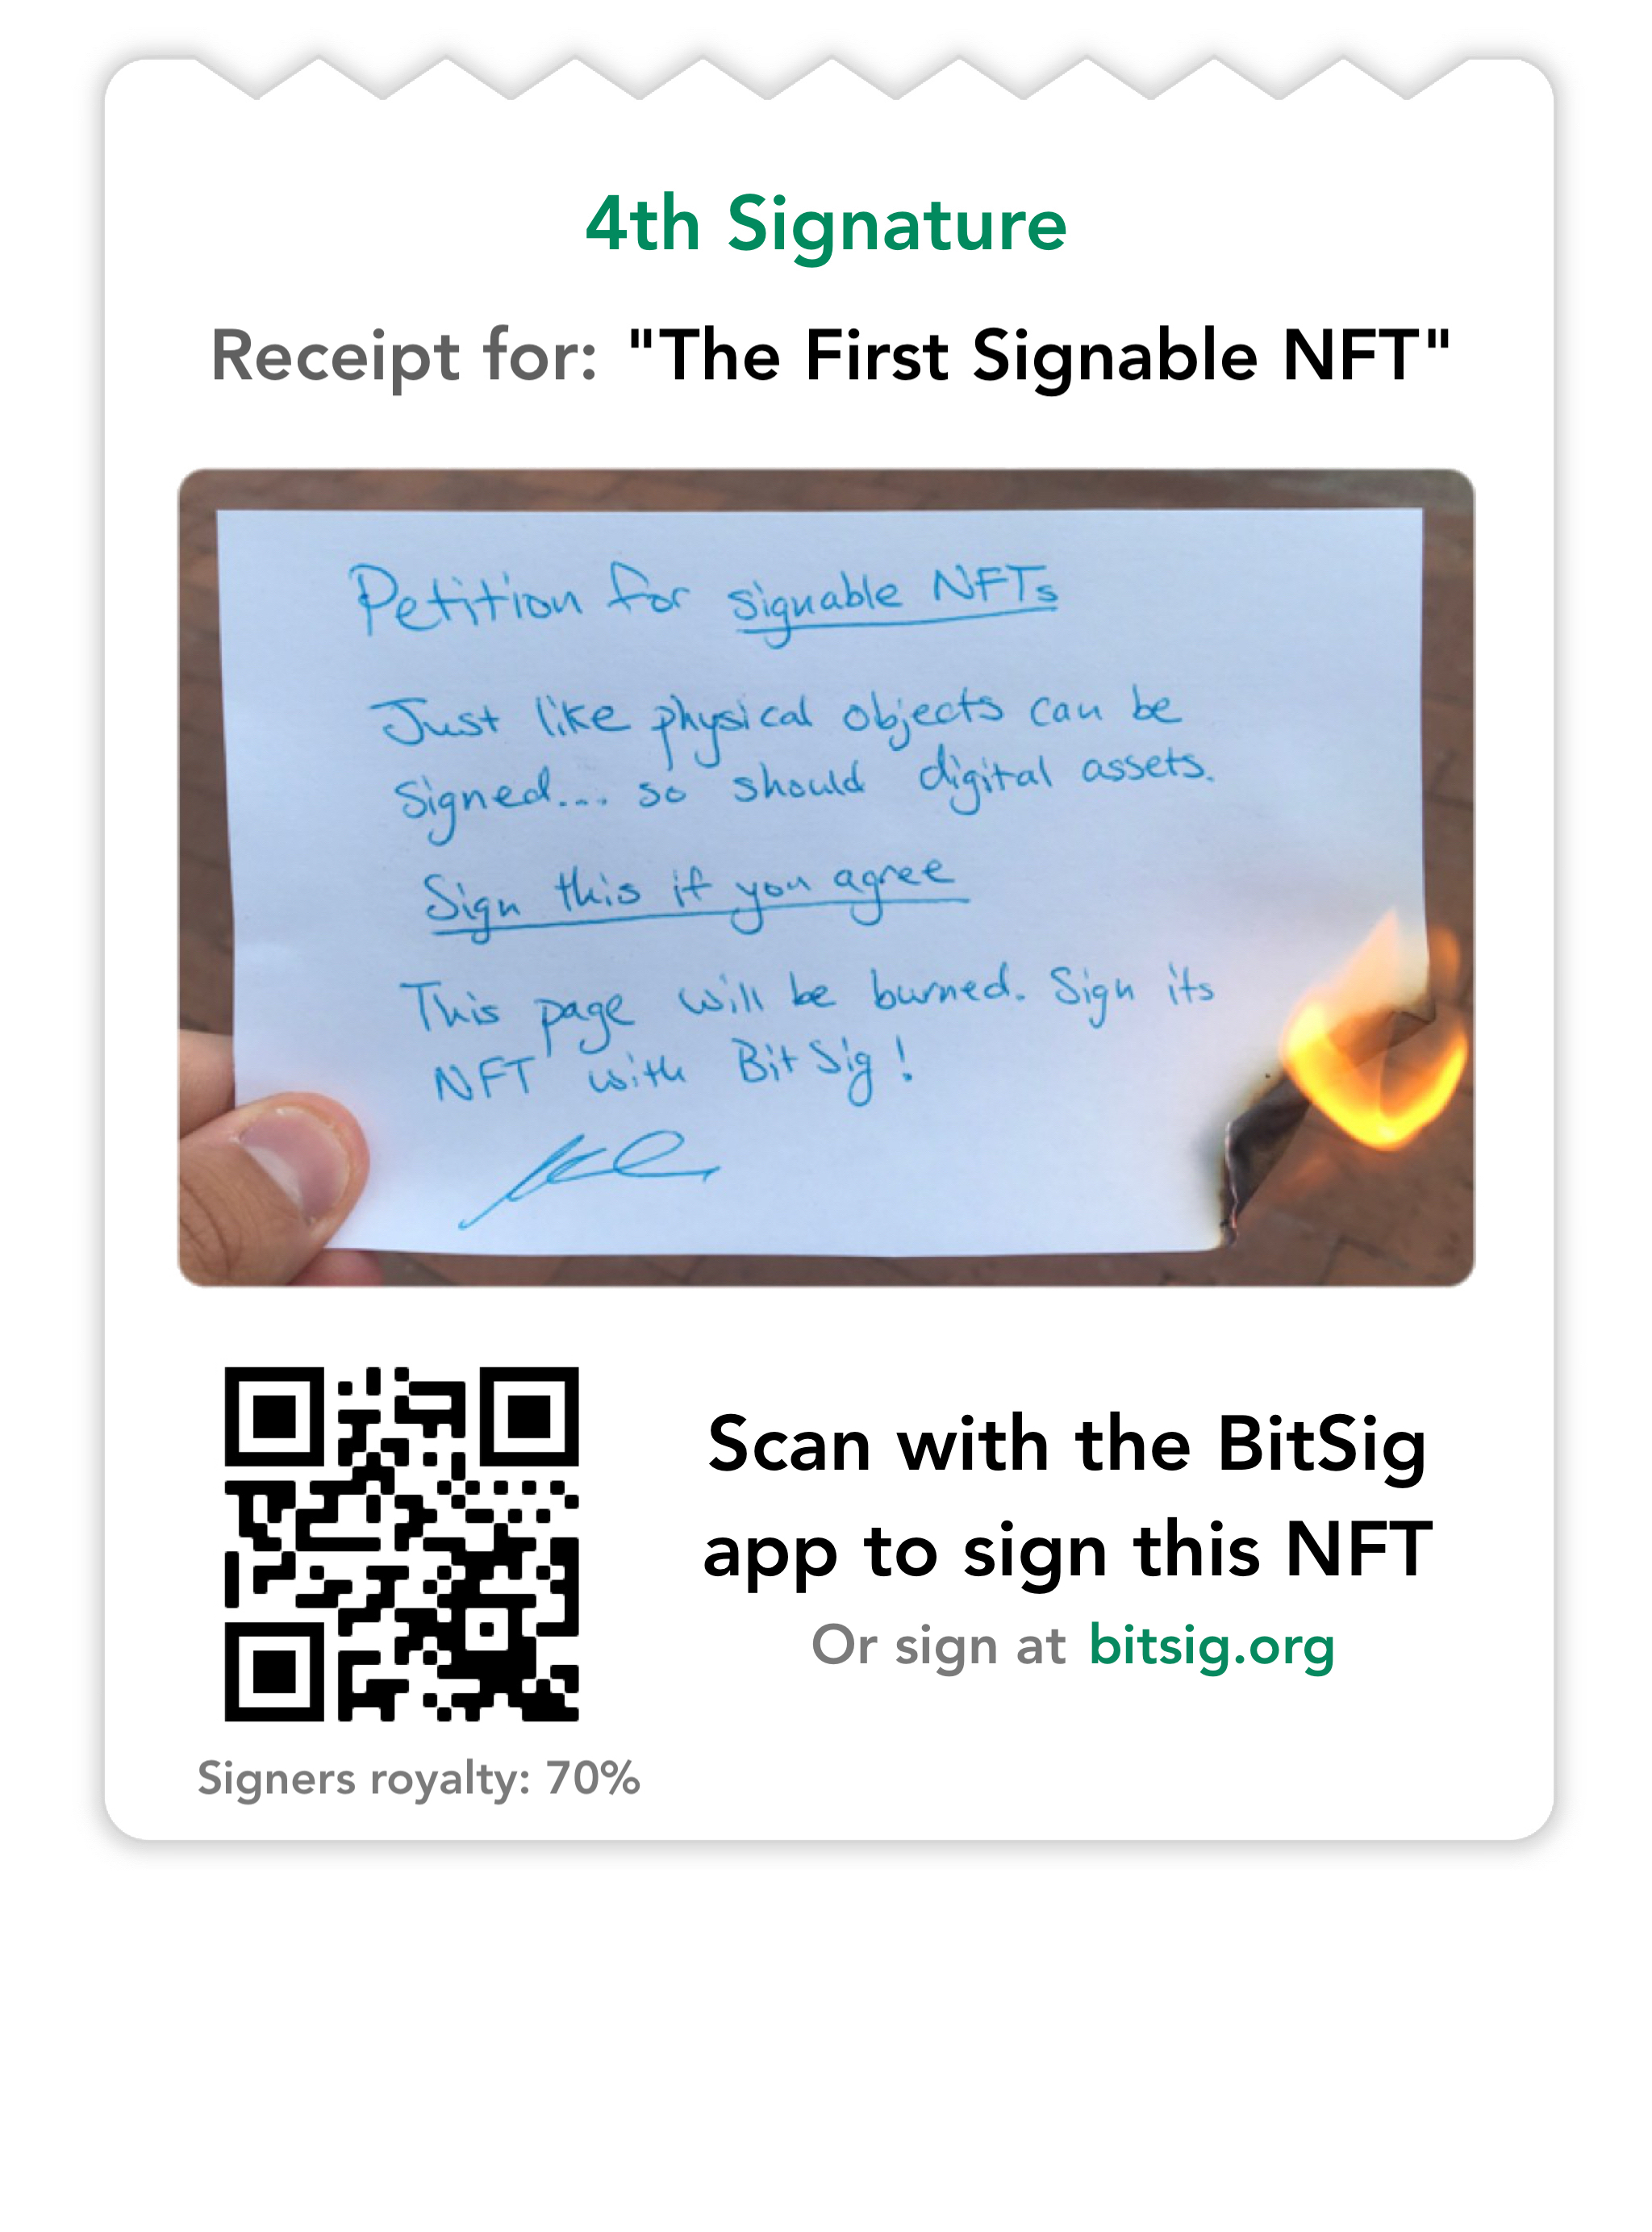 4th Signature
Receipt for: "The First Signable NFT"
Petition for signable NFTs
Just like physical objects can be
signed... so should digital assets.
Sign this if you agree
This page will be burned. Sign its
NFT with BitSig!
Scan with the BitSig
app to sign this NFT
Or sign at bitsig.org
Signers royalty: 70%